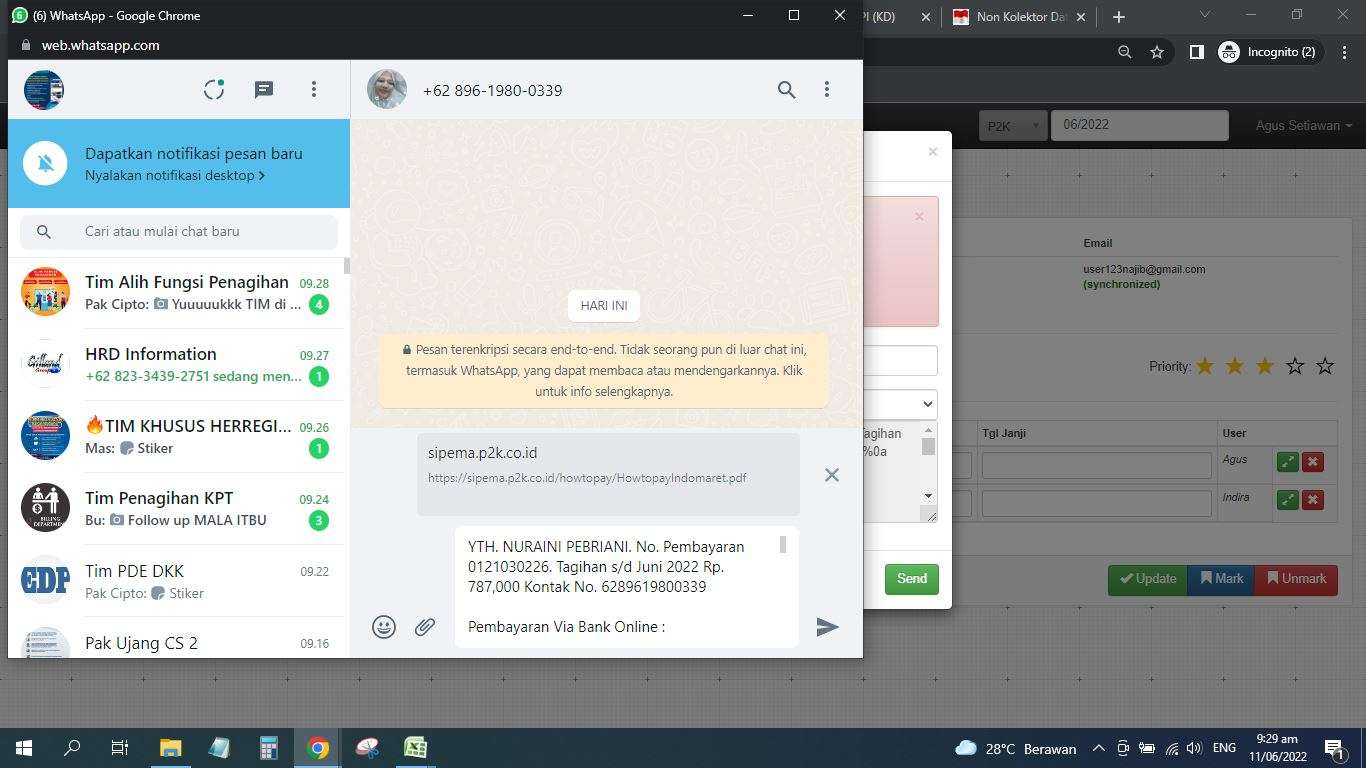 (6) WhatsApp - Google Chrome
web.whatsapp.com
Dapatkan notifikasi pesan baru
Nyalakan notifikasi desktop >
Cari atau mulai chat baru
Tim Alih Fungsi Penagihan
09.28
Pak Cipto: Yuuuuukkk TIM di ...
4
HRD Information
09.27
+62 823-3439-2751 sedang men...
1
🔥TIM KHUSUS HERREGI...
09.26
Mas: Stiker
1
Tim Penagihan KPT
09.24
Bu: Follow up MALA ITBU
3
EDP
Tim PDE DKK
09.22
Pak Cipto: Stiker
Pak Ujang CS 2
09.16
+62 896-1980-0339
HARI INI
Pesan terenkripsi secara end-to-end. Tidak seorang pun di luar chat ini,
termasuk WhatsApp, yang dapat membaca atau mendengarkannya. Klik
untuk info selengkapnya.
sipema.p2k.co.id
https://sipema.p2k.co.id/howtopay/HowtopayIndomaret.pdf
YTH. NURAINI PEBRIANI. No. Pembayaran
0121030226. Tagihan s/d Juni 2022 Rp.
787,000 Kontak No. 6289619800339
Pembayaran Via Bank Online :
PI (KD)
Non Kolektor Dat
Incognito (2)
P2K
06/2022
Agus Setiawan
Email
user123najib@gmail.com
(synchronized)
Priority:
Tagihan
%0a
Tgl Janji
User
Agus
Indira
Send
Update
Mark
Unmark
28°C Berawan
ENG
9:29 am
11/06/2022
1